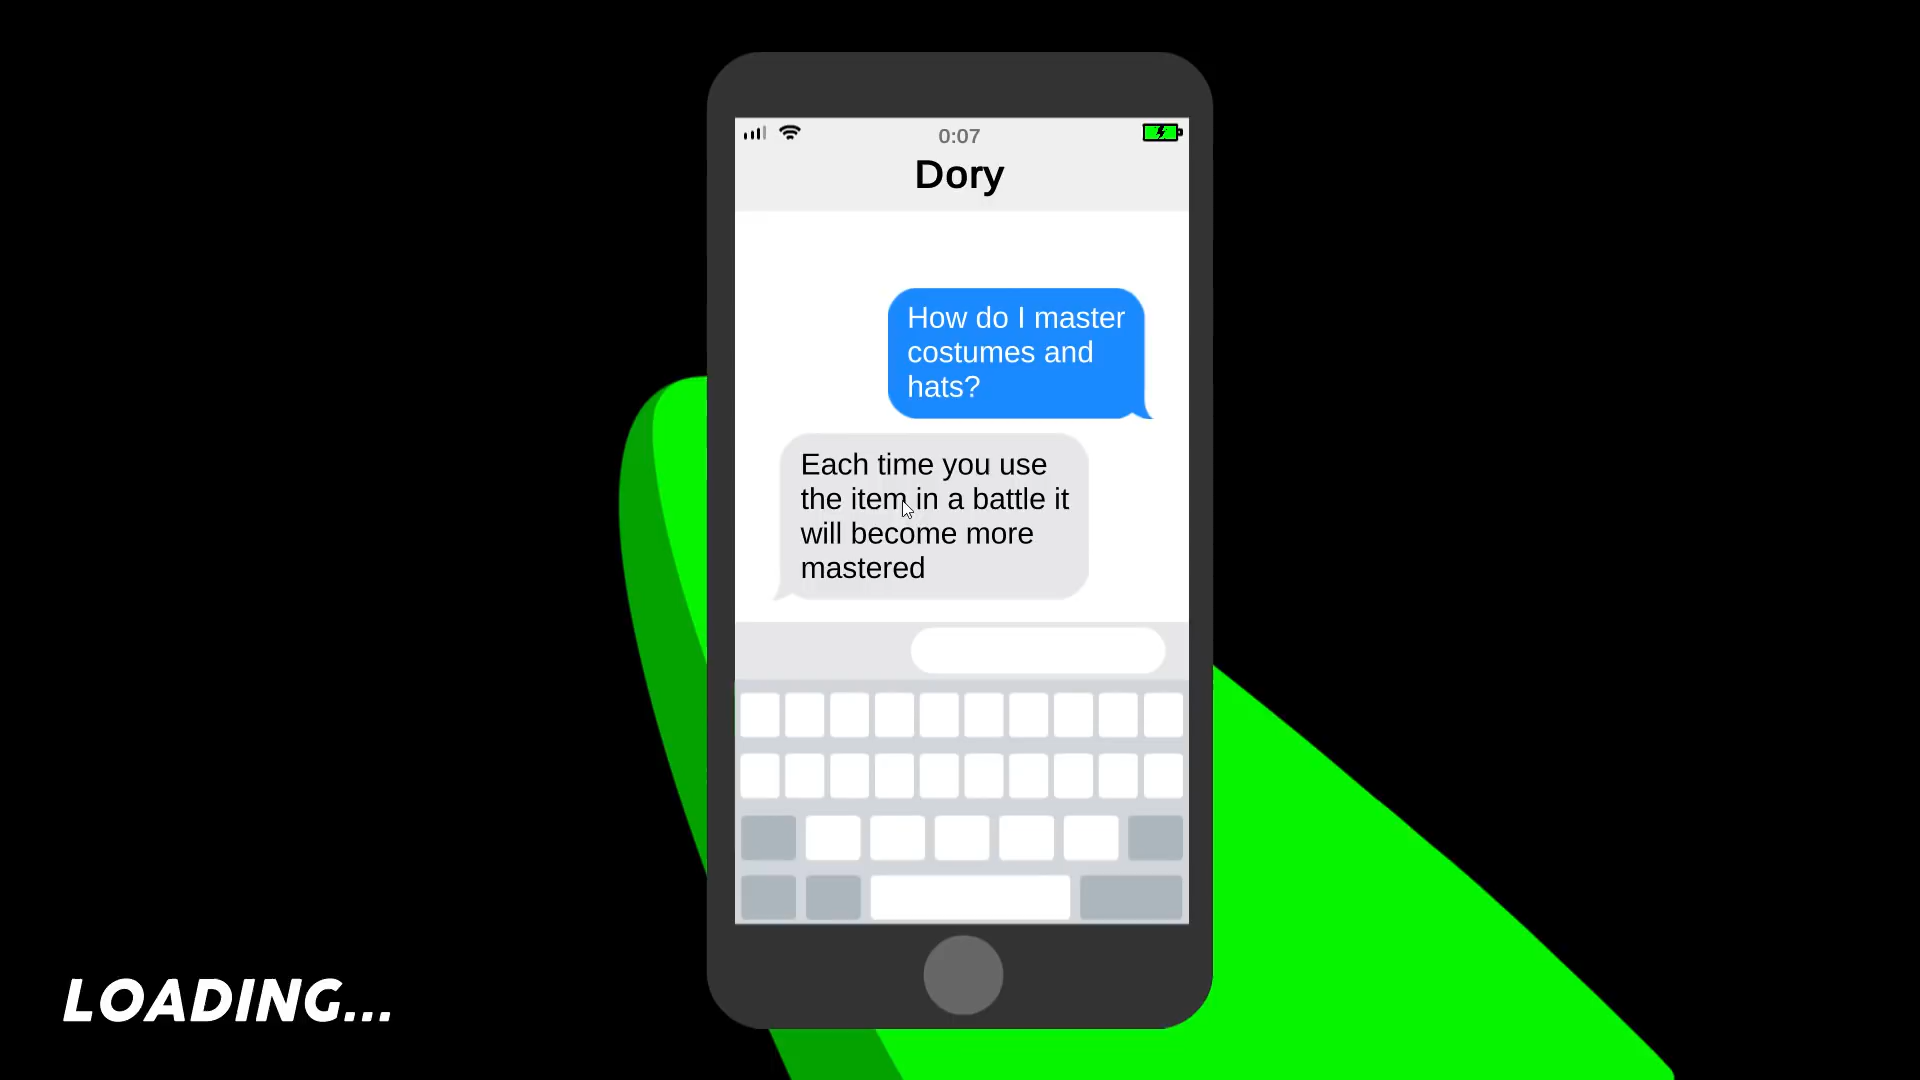 0:07
Dory
How do I master
costumes and
hats?
Each time you use
the item in a battle it
will become more
mastered
LOADING...